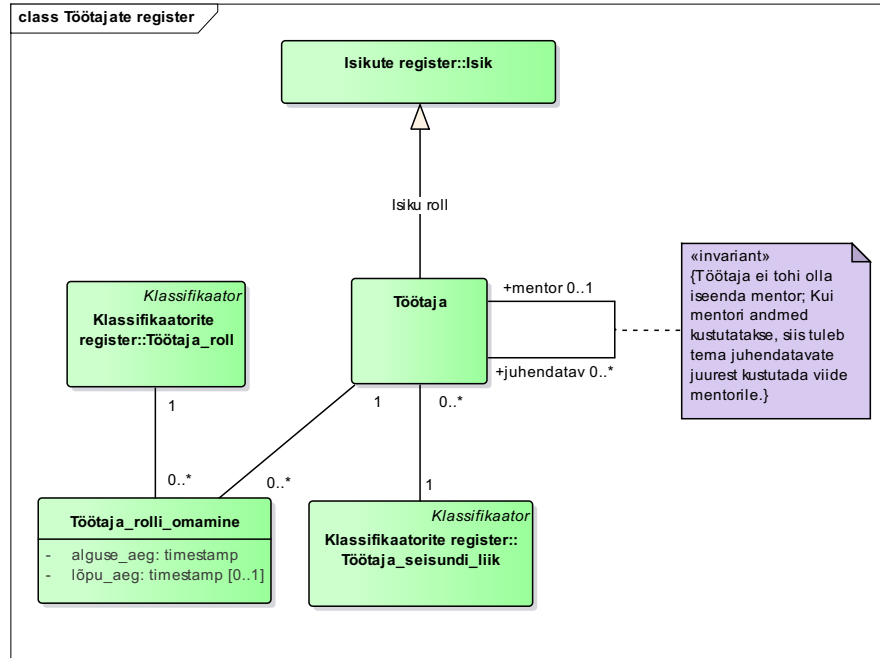 class Töötajate register
Isikute register::Isik
Isiku roll
Klassifikaator
Klassifikaatorite
register::Töötaja_roll
Töötaja
+mentor 0..1
+juhendatav 0..*
«invariant»
{Töötaja ei tohi olla
iseenda mentor; Kui
mentori andmed
kustutatakse, siis tuleb
tema juhendatavate
juurest kustutada viide
mentorile.}
1
1
0..*
0..*
0..*
1
Töötaja_rolli_omamine
- alguse_aeg: timestamp
- lõpu_aeg: timestamp [0..1]
Klassifikaator
Klassifikaatorite register::
Töötaja_seisundi_liik